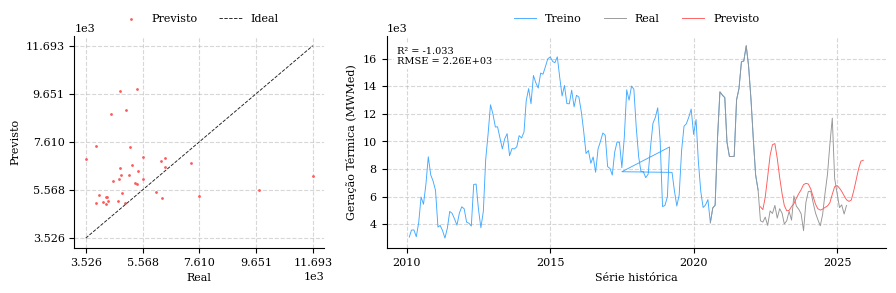 Previsto Ideal
1e3
11.693
9.651
7.610
5.568
3.526
Previsto
3.526 5.568 7.610 9.651 11.693
Real 1e3
Treino Real Previsto
1e3
R² = -1.033
RMSE = 2.26E+03
16
14
12
10
8
6
4
Geração Térmica (MWMed)
2010 2015 2020 2025
Série histórica